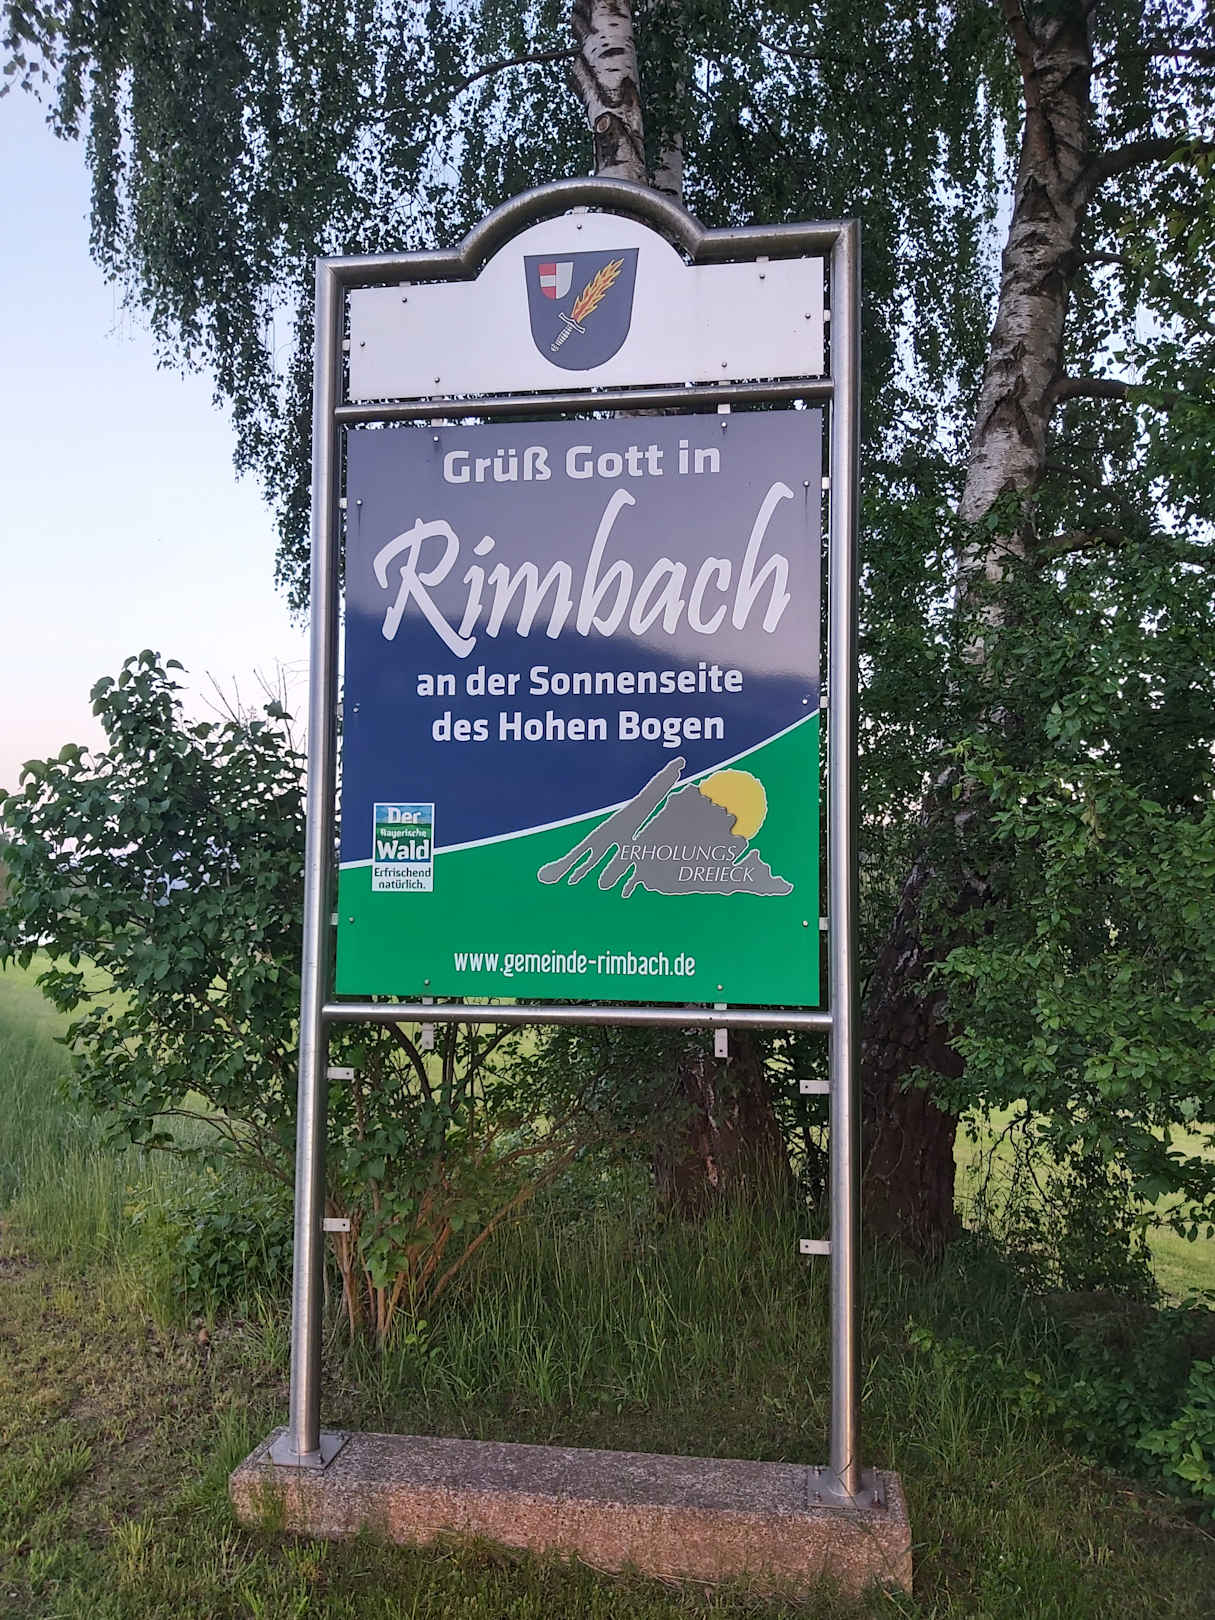 Grüß Gott in
Rimbach
an der Sonnenseite
des Hohen Bogen
Der
Bayerische
Wald
Erfrischend
natürlich.
ERHOLUNGS
DREIECK
www.gemeinde-rimbach.de